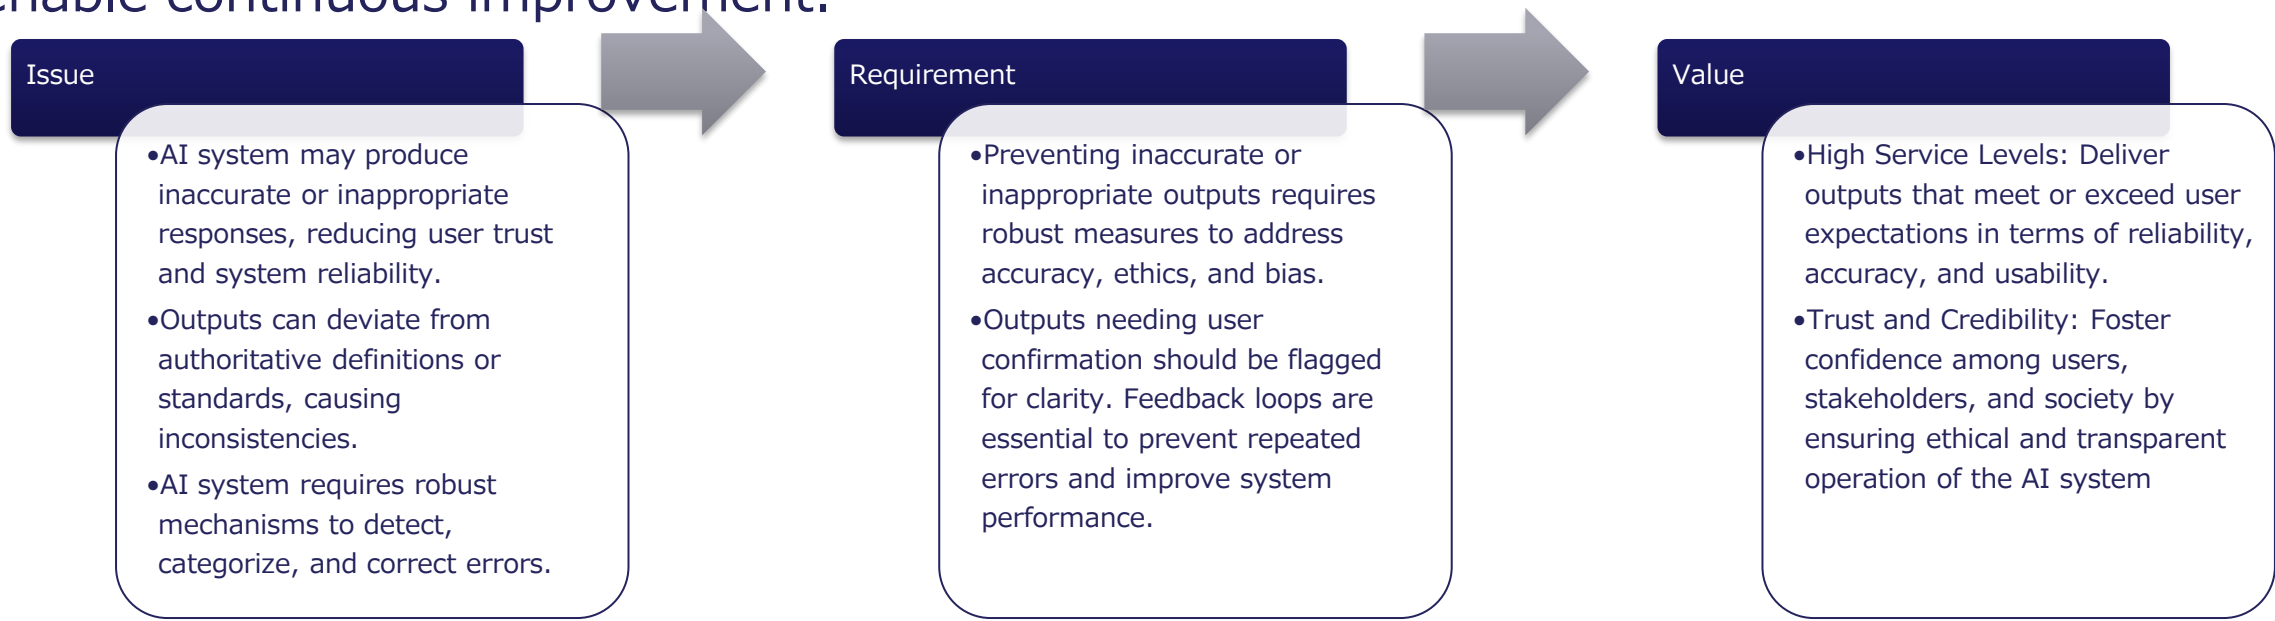 enable continuous improvement.
Issue
•AI system may produce
inaccurate or inappropriate
responses, reducing user trust
and system reliability.
•Outputs can deviate from
authoritative definitions or
standards, causing
inconsistencies.
•AI system requires robust
mechanisms to detect,
categorize, and correct errors.
Requirement
•Preventing inaccurate or
inappropriate outputs requires
robust measures to address
accuracy, ethics, and bias.
•Outputs needing user
confirmation should be flagged
for clarity. Feedback loops are
essential to prevent repeated
errors and improve system
performance.
Value
•High Service Levels: Deliver
outputs that meet or exceed user
expectations in terms of reliability,
accuracy, and usability.
•Trust and Credibility: Foster
confidence among users,
stakeholders, and society by
ensuring ethical and transparent
operation of the AI system